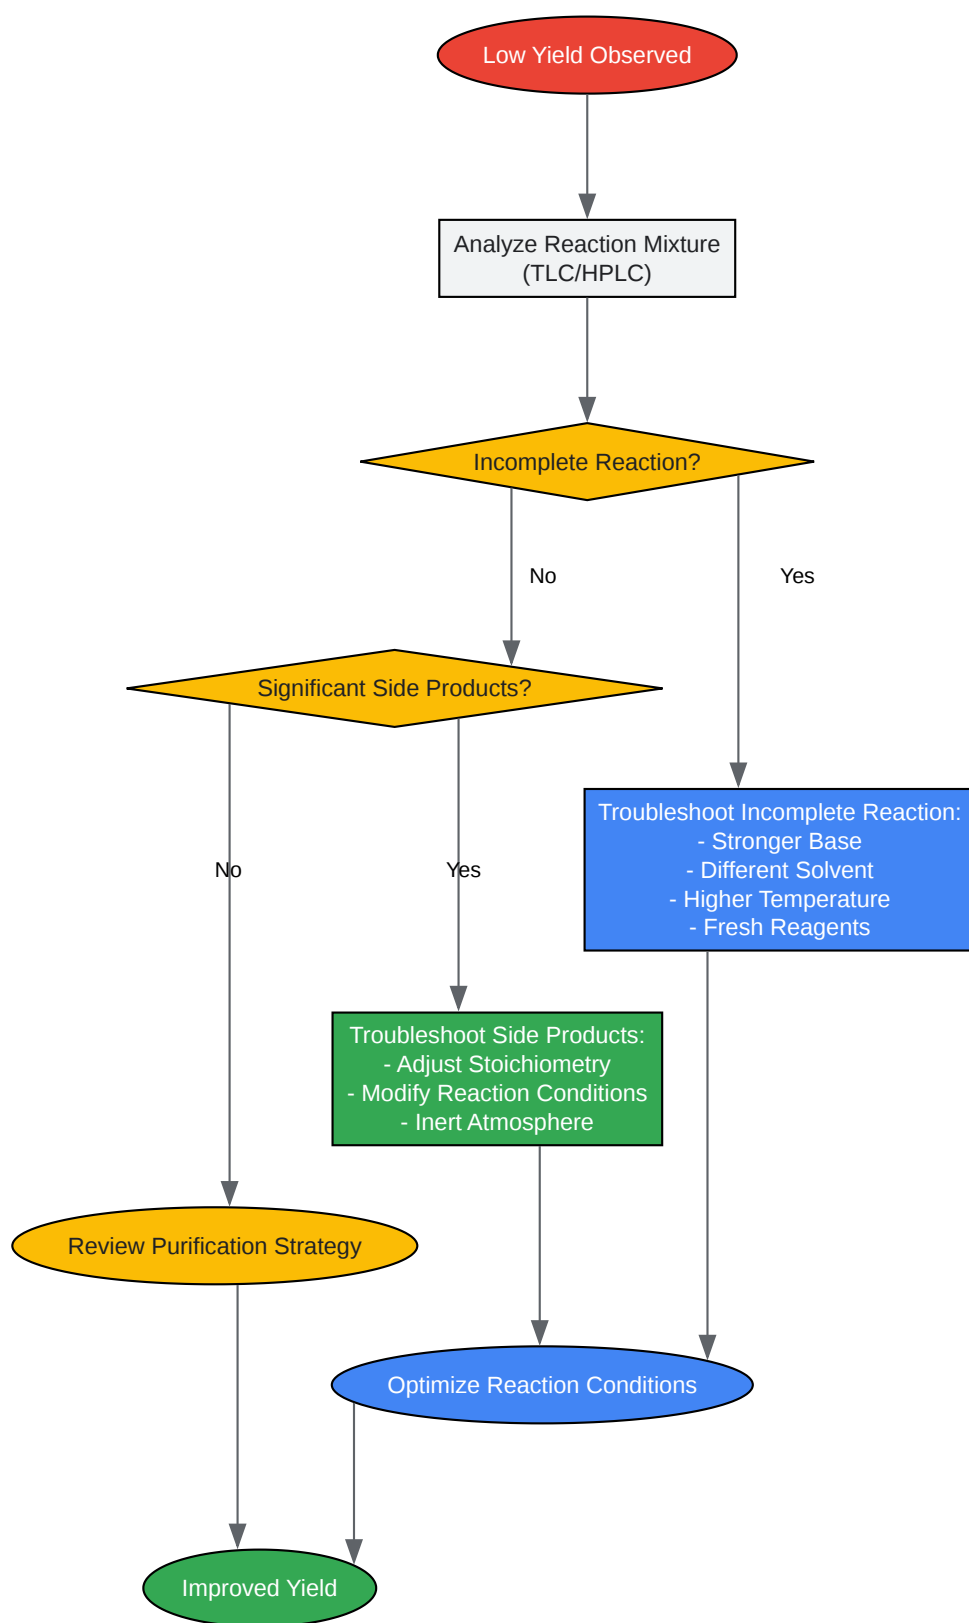 Low Yield Observed
Analyze Reaction Mixture
(TLC/HPLC)
Incomplete Reaction?
No
Yes
Significant Side Products?
Troubleshoot Incomplete Reaction:
- Stronger Base
- Different Solvent
- Higher Temperature
- Fresh Reagents
No
Yes
Troubleshoot Side Products:
- Adjust Stoichiometry
- Modify Reaction Conditions
- Inert Atmosphere
Review Purification Strategy
Optimize Reaction Conditions
Improved Yield